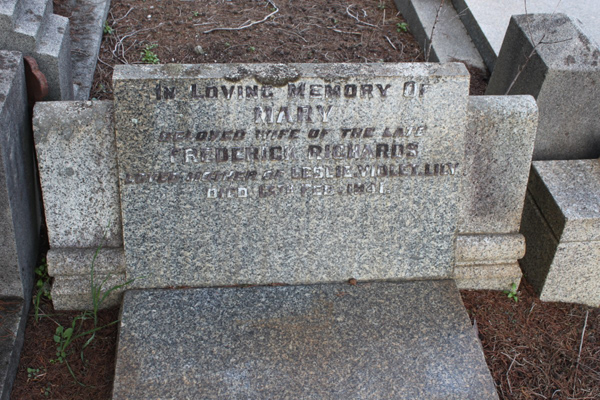 IN LOVING MEMORY OF
MARY
BELOVED WIFE OF THE LATE
FREDERICK RICHARDS
LOVED MOTHER OF LESLIE, VIOLET, LILY.
DIED FEB. 1941